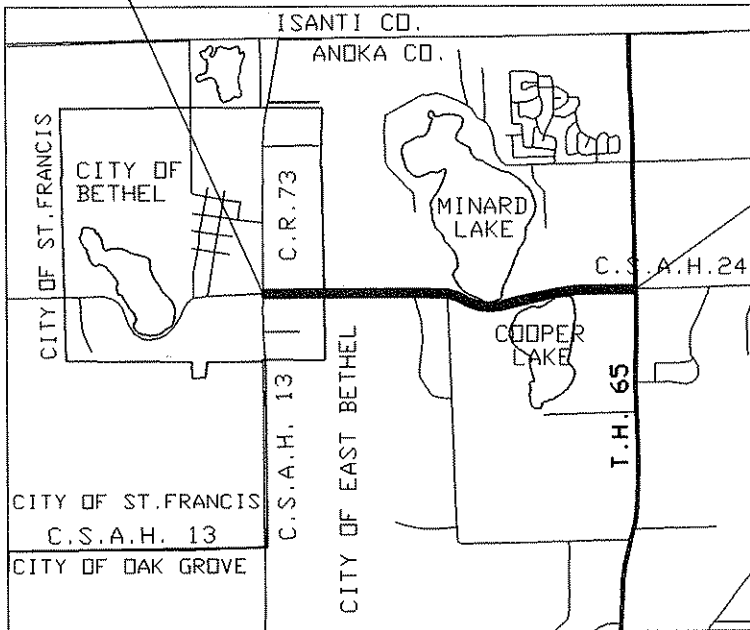 ISANTI CO.
ANOKA CO.
CITY OF ST.FRANCIS
CITY OF
BETHEL
C.R.73
MINARD
LAKE
C.S.A.H.24
COOPER
LAKE
T.H. 65
C.S.A.H. 13
CITY OF EAST BETHEL
CITY OF ST.FRANCIS
C.S.A.H. 13
CITY OF OAK GROVE